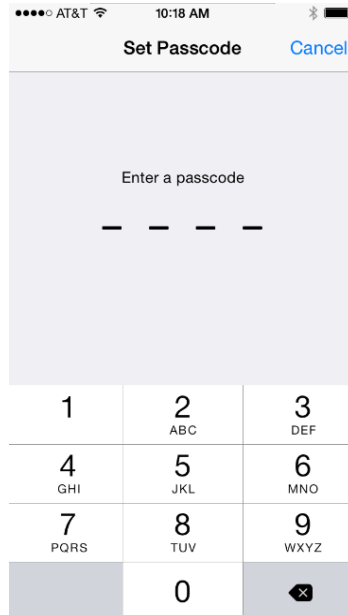 AT&T 10:18 AM
Set Passcode Cancel
Enter a passcode
1 2 3
ABC DEF
4 5 6
GHI JKL MNO
7 8 9
PQRS TUV WXYZ
0